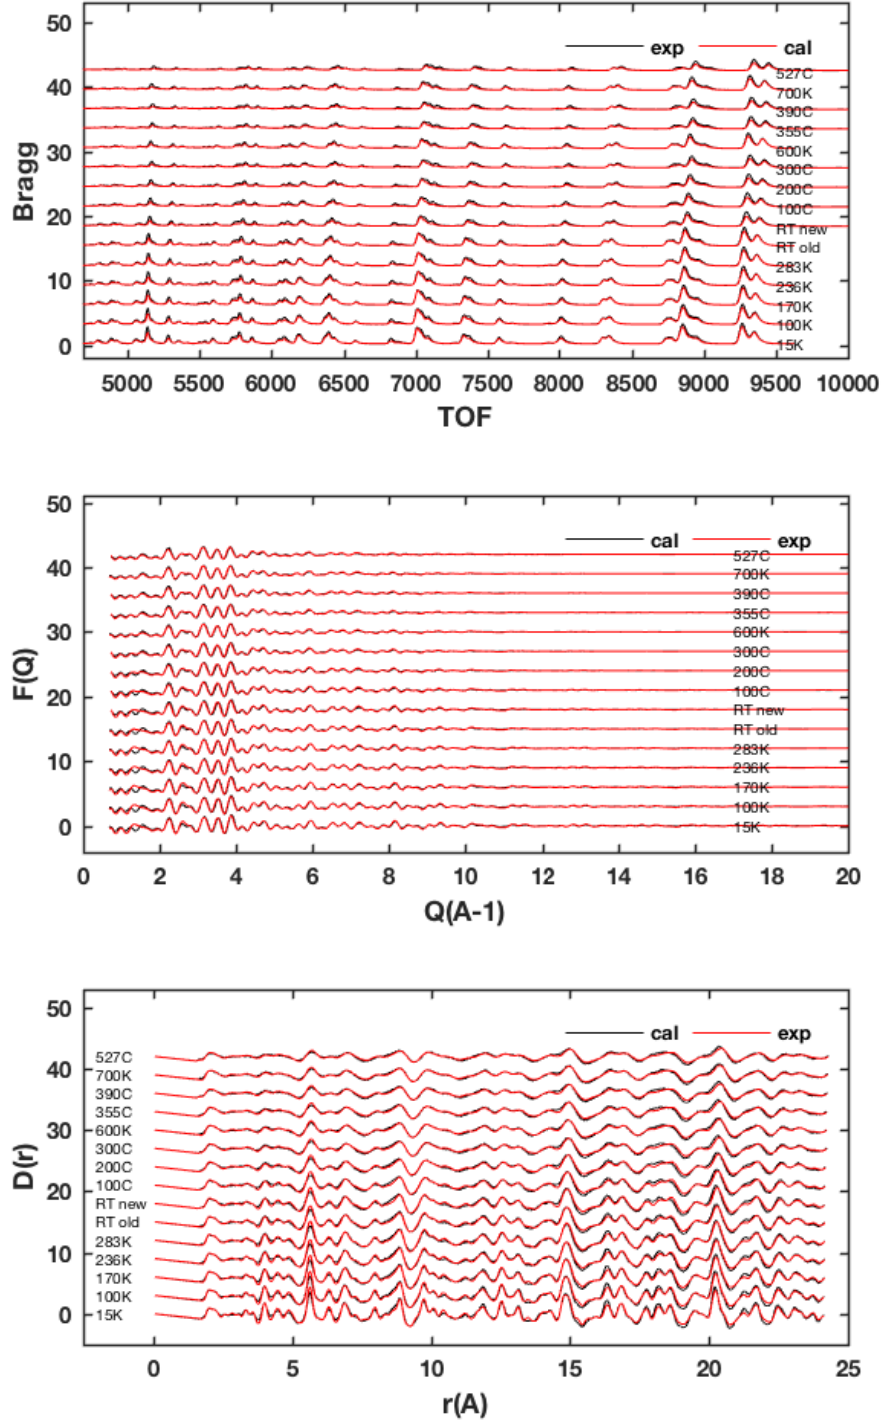 50
exp cal
527C
40
700K
390C
355C
30
600K
300C
200C
20
100C
RT new
RT old
10
283K
236K
170K
100K
0
15K
Bragg
5000 5500 6000 6500 7000 7500 8000 8500 9000 9500 10000
TOF
50
cal exp
527C
40
700K
390C
355C
30
600K
300C
200C
20
100C
RT new
RT old
10
283K
236K
170K
100K
0
15K
F(Q)
0 2 4 6 8 10 12 14 16 18 20
Q(A-1)
50
cal exp
527C
40
700K
390C
355C
30
600K
300C
200C
20
100C
RT new
RT old
10
283K
236K
170K
100K
0
15K
D(r)
0 5 10 15 20 25
r(A)